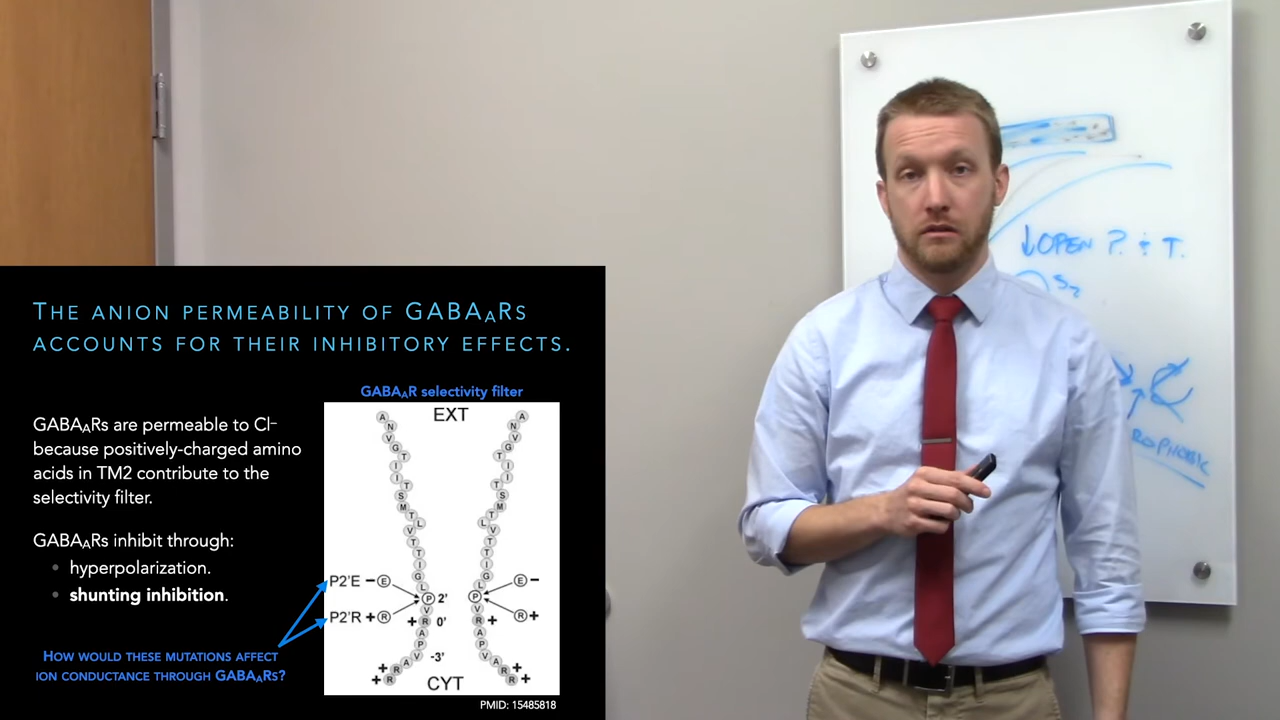 THE ANION PERMEABILITY OF GABAARS
ACCOUNTS FOR THEIR INHIBITORY EFFECTS.
GABAAR selectivity filter
GABAARs are permeable to Cl–
because positively-charged amino
acids in TM2 contribute to the
selectivity filter.
GABAARs inhibit through:
• hyperpolarization.
• shunting inhibition.
HOW WOULD THESE MUTATIONS AFFECT
ION CONDUCTANCE THROUGH GABAARS?
EXT
A A
N N
V V
G G
T T
I I
I I
T T
S S
M M
L T
T L
V V
T T
T T
I I
G G
L L
P2'E – E P 2' P E –
V V
P2'R + R + R 0' + R R +
A A
P P
V -3' V
A A
+ R R +
+ R R +
CYT
PMID: 15485818
↓OPEN ? & T.
S2
ROPHOBIC